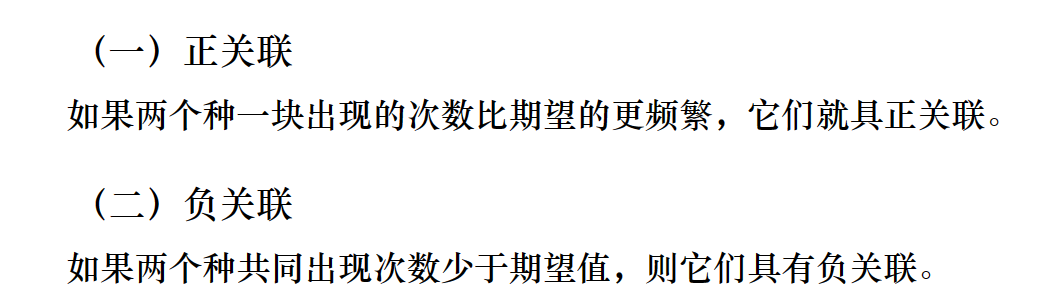 （一）正关联
如果两个种一块出现的次数比期望的更频繁，它们就具正关联。
（二）负关联
如果两个种共同出现次数少于期望值，则它们具有负关联。